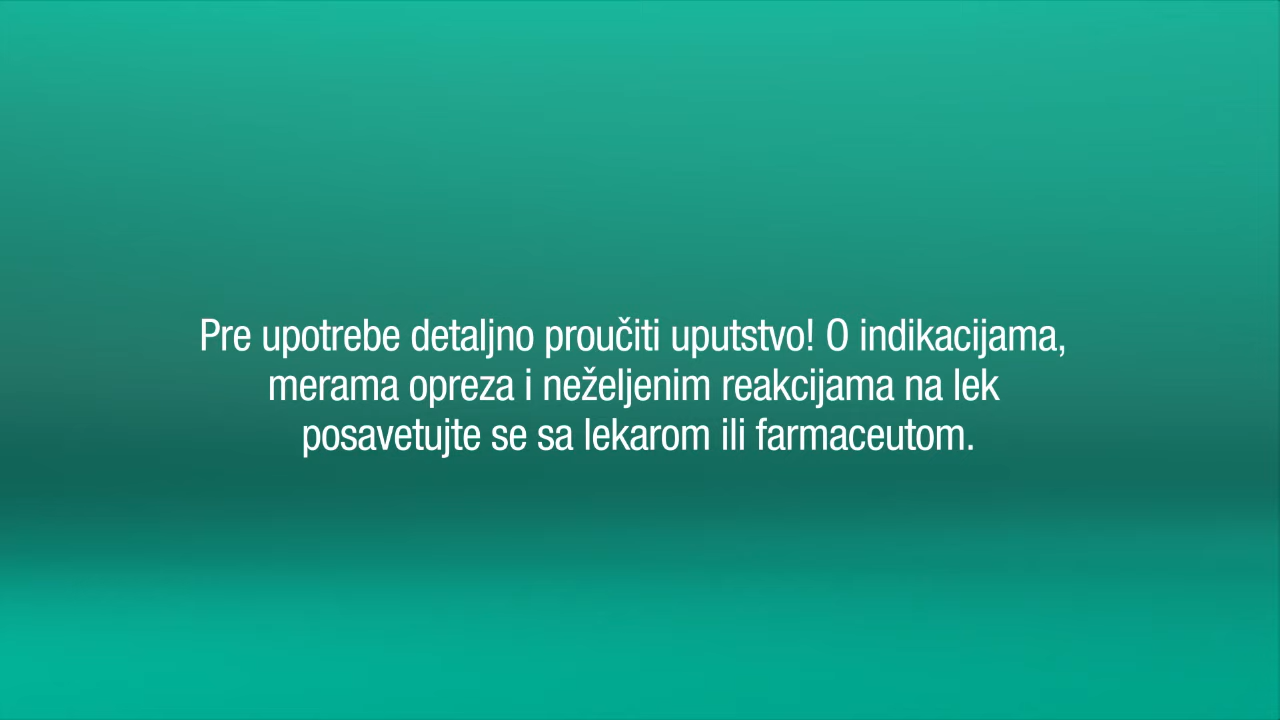 Pre upotrebe detaljno proučiti uputstvo! O indikacijama,
merama opreza i neželjenim reakcijama na lek
posavetujte se sa lekarom ili farmaceutom.